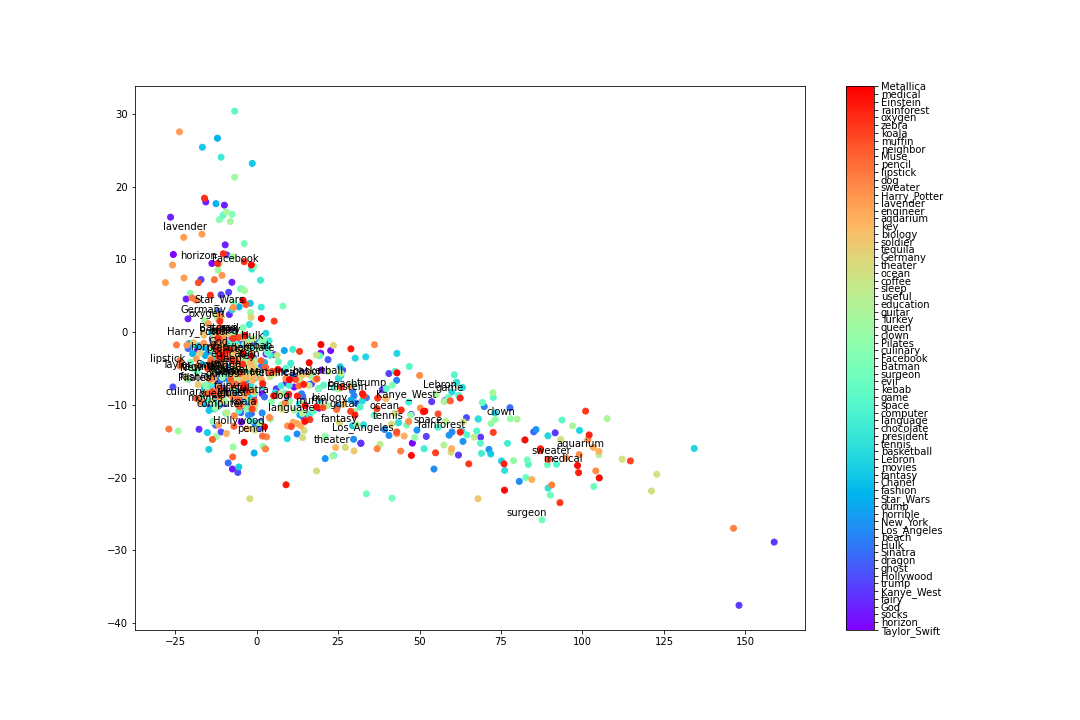 30
20
10
0
−10
−20
−30
−40
−25
0
25
50
75
100
125
150
lavender
horizon
Facebook
Star_Wars
Germany
oxygen
Hulk
God
lipstick
culinary
movies
computer
koala
Hollywood
pencil
dog
language
muffin
biology
guitar
fantasy
theater
Los_Angeles
basketball
beach
trump
Einstein
Kanye_West
Lebron
game
ocean
tennis
space
rainforest
clown
aquarium
sweater
medical
surgeon
Metallica
medical
Einstein
rainforest
oxygen
zebra
koala
muffin
neighbor
Muse
pencil
lipstick
dog
sweater
Harry_Potter
lavender
engineer
aquarium
key
biology
soldier
tequila
Germany
theater
ocean
coffee
sleep
useful
education
guitar
Turkey
queen
clown
Pilates
culinary
Facebook
Batman
surgeon
evil
kebab
game
space
computer
language
chocolate
president
tennis
basketball
Lebron
movies
fantasy
Chanel
fashion
Star_Wars
dump
horrible
New_York
Los_Angeles
beach
Hulk
Sinatra
dragon
ghost
Hollywood
trump
Kanye_West
fairy
God
socks
horizon
Taylor_Swift